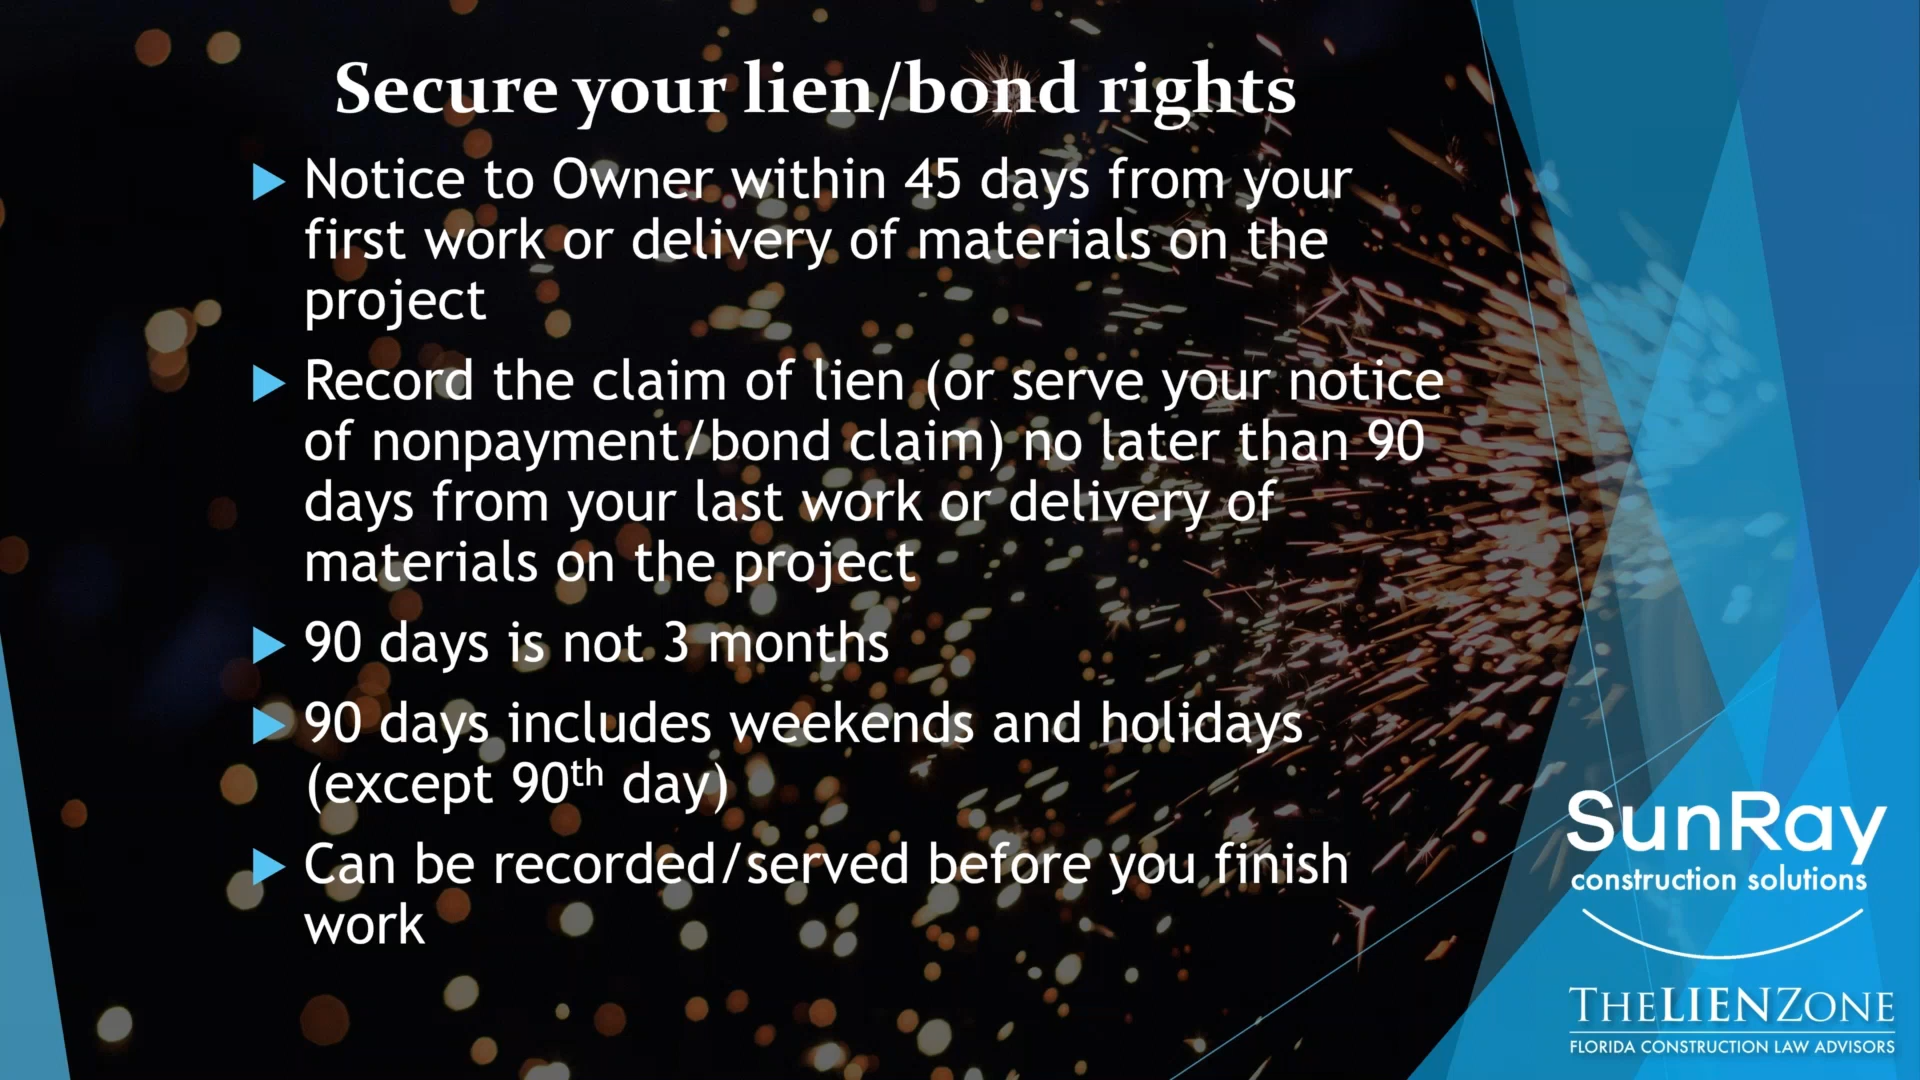 Secure your lien/bond rights
Notice to Owner within 45 days from your
first work or delivery of materials on the
project
Record the claim of lien (or serve your notice
of nonpayment/bond claim) no later than 90
days from your last work or delivery of
materials on the project
90 days is not 3 months
90 days includes weekends and holidays
(except 90th day)
Can be recorded/served before you finish
work
SunRay
construction solutions
THELIENZONE
FLORIDA CONSTRUCTION LAW ADVISORS